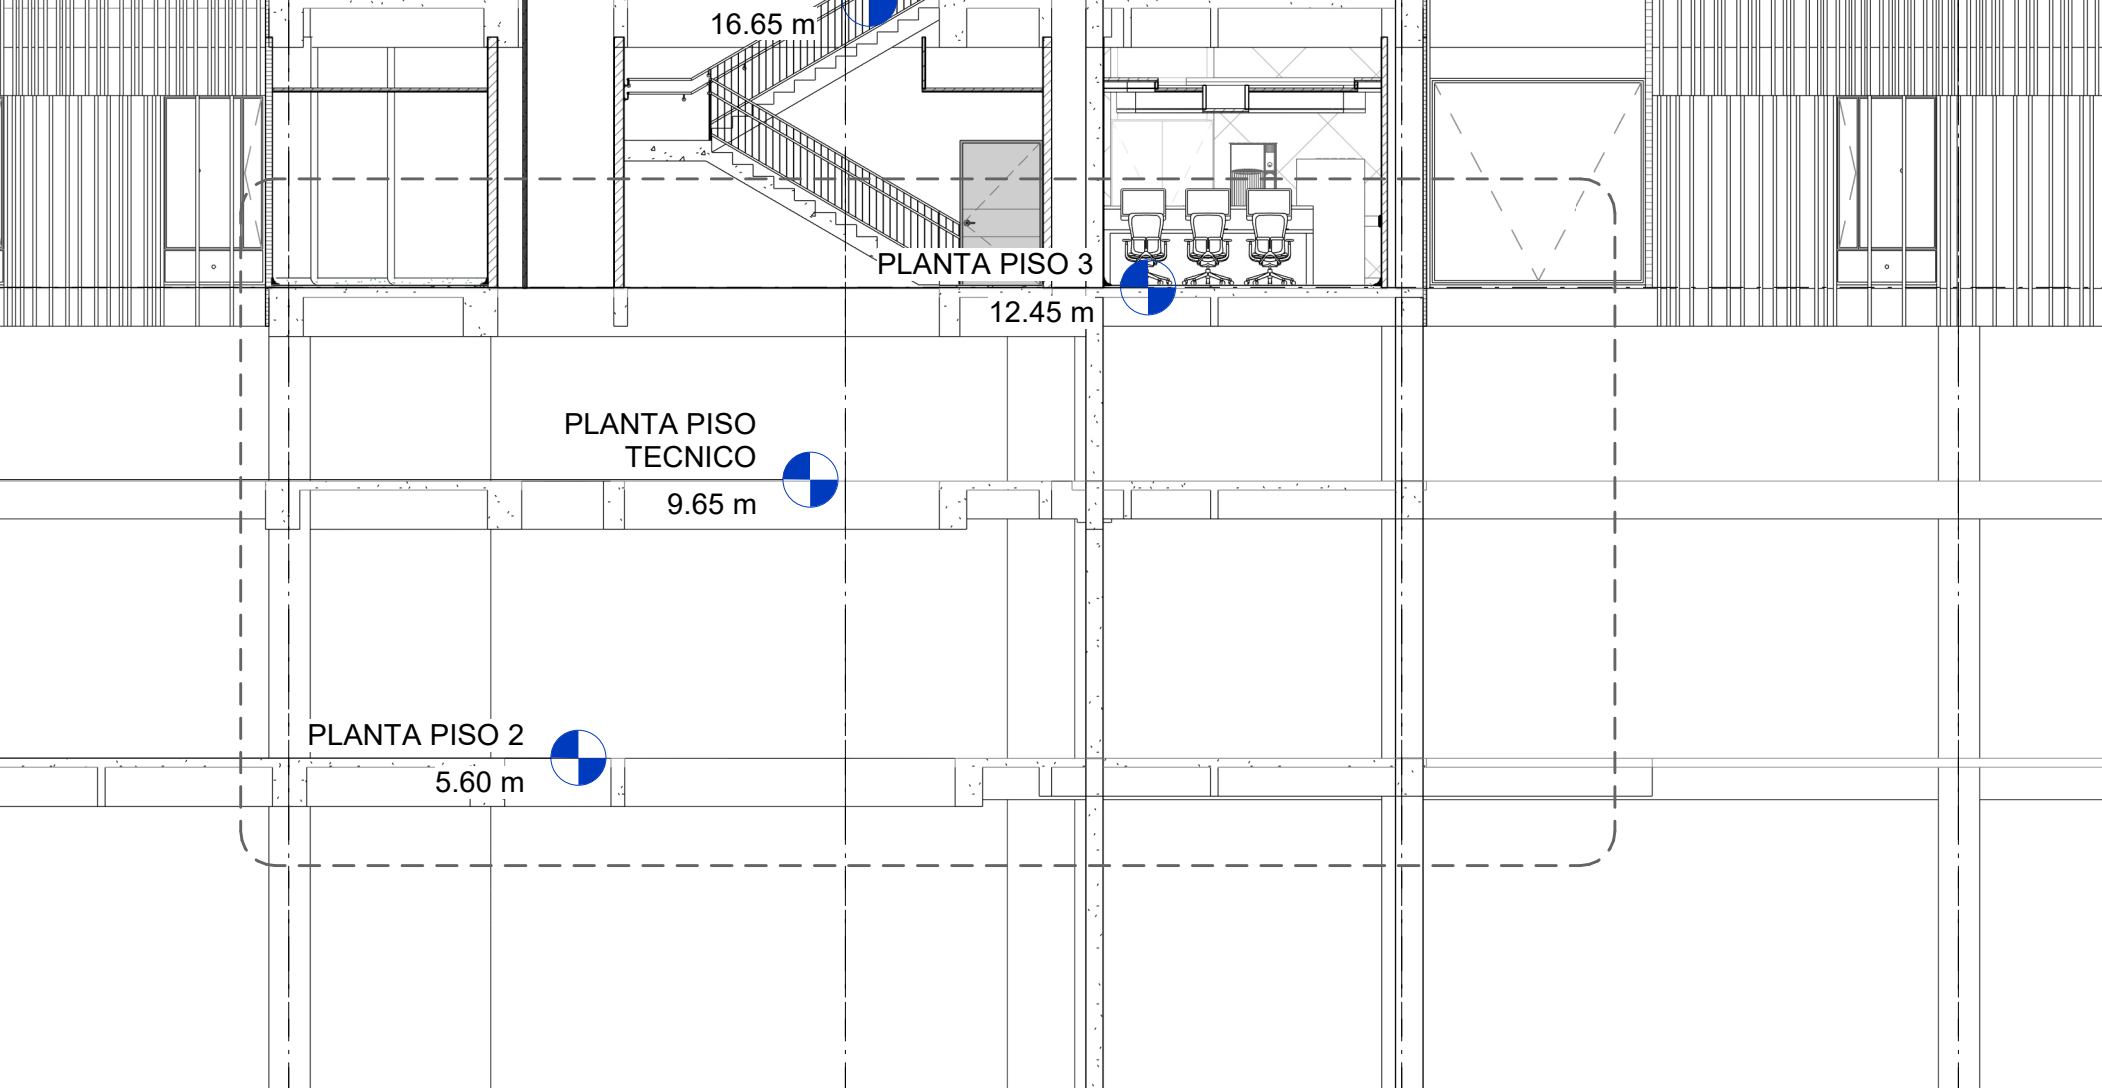 16.65 m
PLANTA PISO 3
12.45 m
PLANTA PISO
TECNICO
9.65 m
PLANTA PISO 2
5.60 m